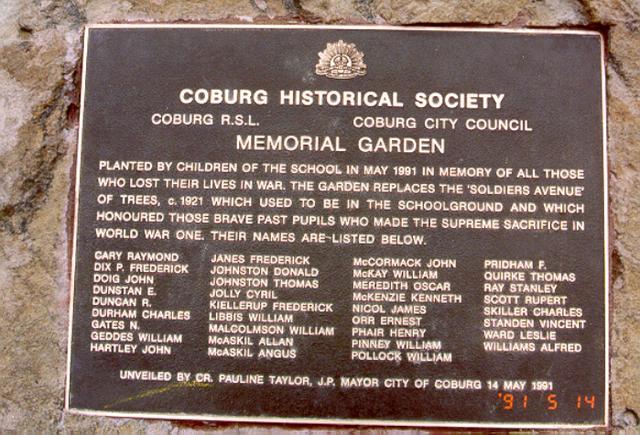 COBURG HISTORICAL SOCIETY
COBURG R.S.L. COBURG CITY COUNCIL
MEMORIAL GARDEN
PLANTED BY CHILDREN OF THE SCHOOL IN MAY 1991 IN MEMORY OF ALL THOSE
WHO LOST THEIR LIVES IN WAR. THE GARDEN REPLACES THE 'SOLDIERS AVENUE'
OF TREES, c.1921 WHICH USED TO BE IN THE SCHOOLGROUND AND WHICH
HONOURED THOSE BRAVE PAST PUPILS WHO MADE THE SUPREME SACRIFICE IN
WORLD WAR ONE. THEIR NAMES ARE LISTED BELOW.
CARY RAYMOND
DIX P. FREDERICK
DOIG JOHN
DUNSTAN E.
DUNCAN R.
DURHAM CHARLES
GATES N.
GEDDES WILLIAM
HARTLEY JOHN
JANES FREDERICK
JOHNSTON DONALD
JOHNSTON THOMAS
JOLLY CYRIL
KIELLERUP FREDERICK
LIBBIS WILLIAM
MALCOLMSON WILLIAM
McASKIL ALLAN
McASKIL ANGUS
McCORMACK JOHN
McKAY WILLIAM
MEREDITH OSCAR
McKENZIE KENNETH
NICOL JAMES
ORR ERNEST
PHAIR HENRY
PINNEY WILLIAM
POLLOCK WILLIAM
PRIDHAM F.
QUIRKE THOMAS
RAY STANLEY
SCOTT RUPERT
SKILLER CHARLES
STANDEN VINCENT
WARD LESLIE
WILLIAMS ALFRED
UNVEILED BY CR. PAULINE TAYLOR, J.P. MAYOR CITY OF COBURG 14 MAY 1991
'91 5 14